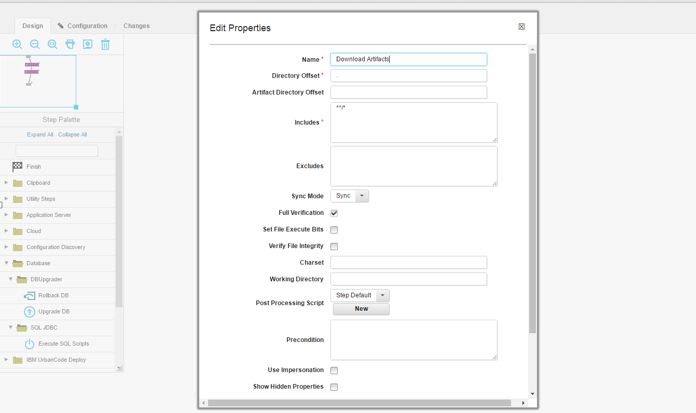 Design
Configuration
Changes
Step Palette
Expand All Collapse All
Finish
Clipboard
Utility Steps
Application Server
Cloud
Configuration Discovery
Database
DBUpgrader
Rollback DB
Upgrade DB
SQL JDBC
Execute SQL Scripts
IBM UrbanCode Deploy
Edit Properties
Name * Download Artifacts
Directory Offset * .
Artifact Directory Offset
Includes * **/*
Excludes
Sync Mode Sync
Full Verification
Set File Execute Bits
Verify File Integrity
Charset
Working Directory
Post Processing Script Step Default
New
Precondition
Use Impersonation
Show Hidden Properties